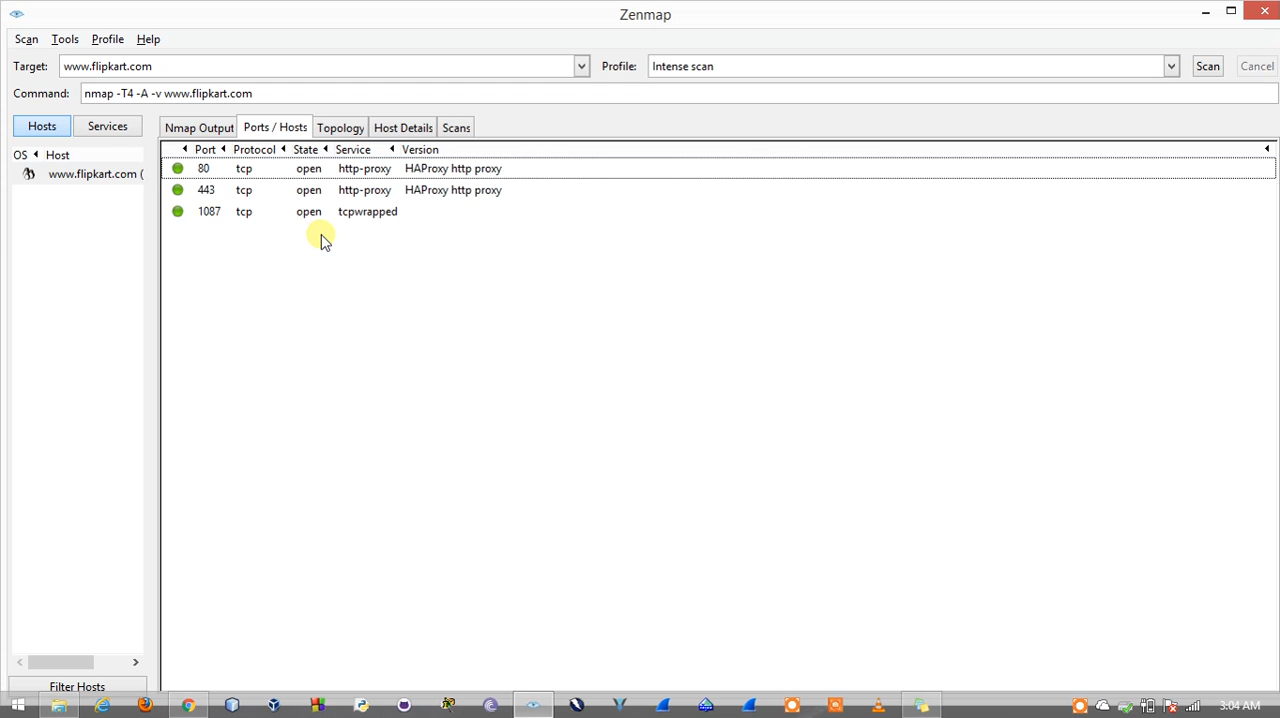 Zenmap
Scan Tools Profile Help
Target: www.flipkart.com Profile: Intense scan Scan Cancel
Command: nmap -T4 -A -v www.flipkart.com
Hosts Services Nmap Output Ports / Hosts Topology Host Details Scans
OS Host Port Protocol State Service Version
www.flipkart.com (
80 tcp open http-proxy HAProxy http proxy
443 tcp open http-proxy HAProxy http proxy
1087 tcp open tcpwrapped
Filter Hosts
3:04 AM